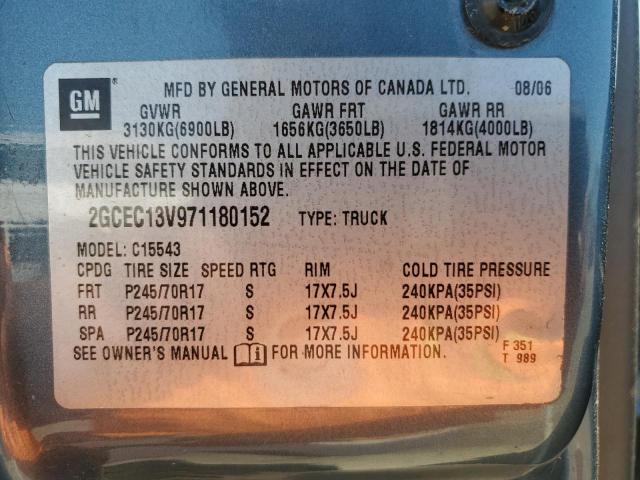 GM
MFD BY GENERAL MOTORS OF CANADA LTD. 08/06
GVWR GAWR FRT GAWR RR
3130KG(6900LB) 1656KG(3650LB) 1814KG(4000LB)
THIS VEHICLE CONFORMS TO ALL APPLICABLE U.S. FEDERAL MOTOR
VEHICLE SAFETY STANDARDS IN EFFECT ON THE DATE OF
MANUFACTURE SHOWN ABOVE.
2GCEC13V971180152 TYPE: TRUCK
MODEL: C15543
CPDG TIRE SIZE SPEED RTG RIM COLD TIRE PRESSURE
FRT P245/70R17 S 17X7.5J 240KPA(35PSI)
RR P245/70R17 S 17X7.5J 240KPA(35PSI)
SPA P245/70R17 S 17X7.5J 240KPA(35PSI)
SEE OWNER'S MANUAL FOR MORE INFORMATION. F 351
T 989